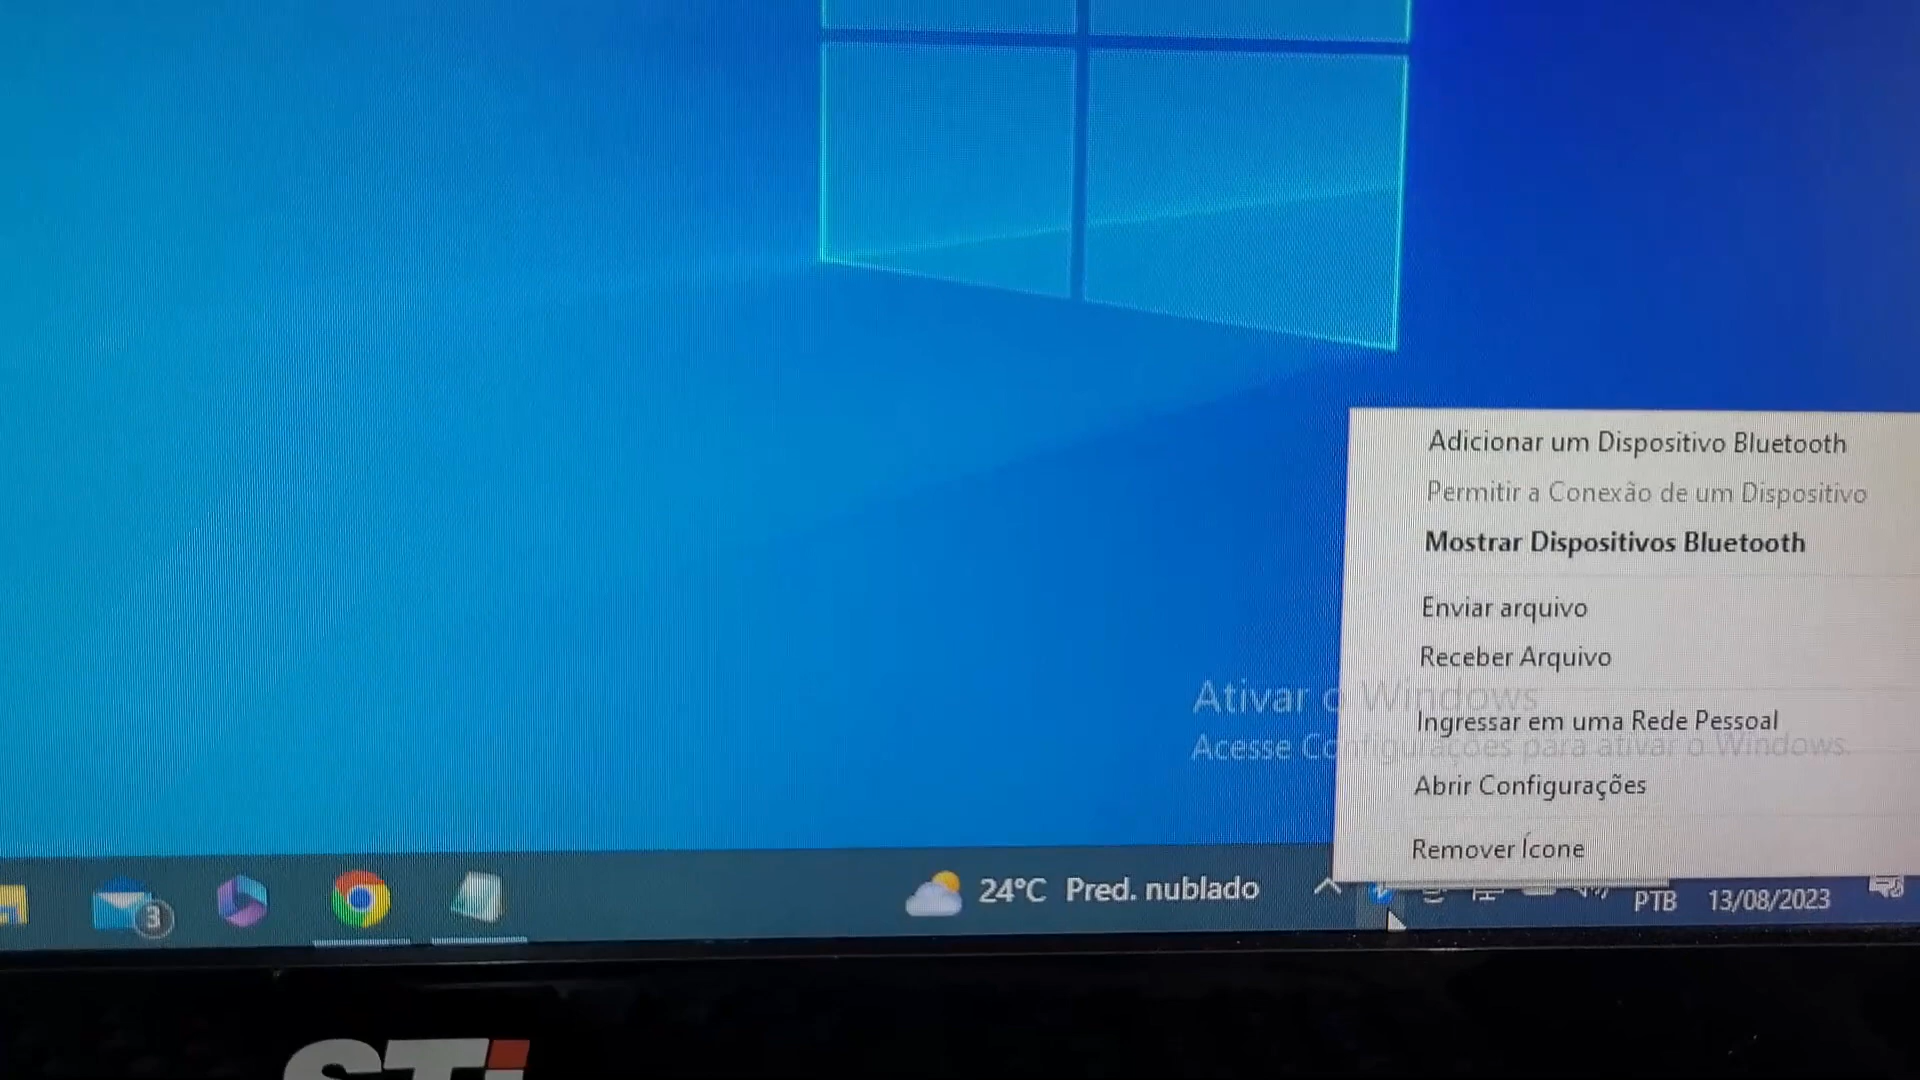 Adicionar um Dispositivo Bluetooth
Permitir a Conexão de um Dispositivo
Mostrar Dispositivos Bluetooth
Enviar arquivo
Receber Arquivo
Ativar o Windows
Ingressar em uma Rede Pessoal
Acesse Configurações para ativar o Windows.
Abrir Configurações
Remover Ícone
3
24°C Pred. nublado
PTB
13/08/2023
STi